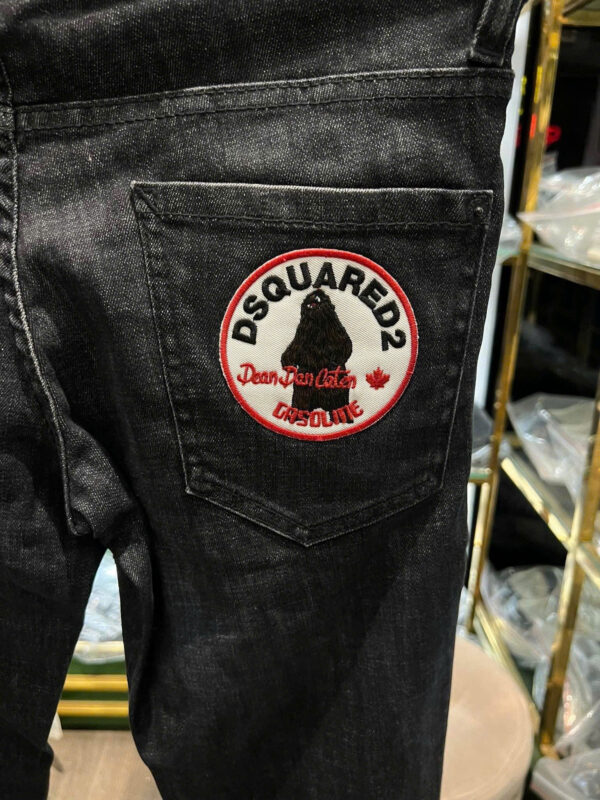 DSQUARED2
Dean Dan Caten
GASOLINE